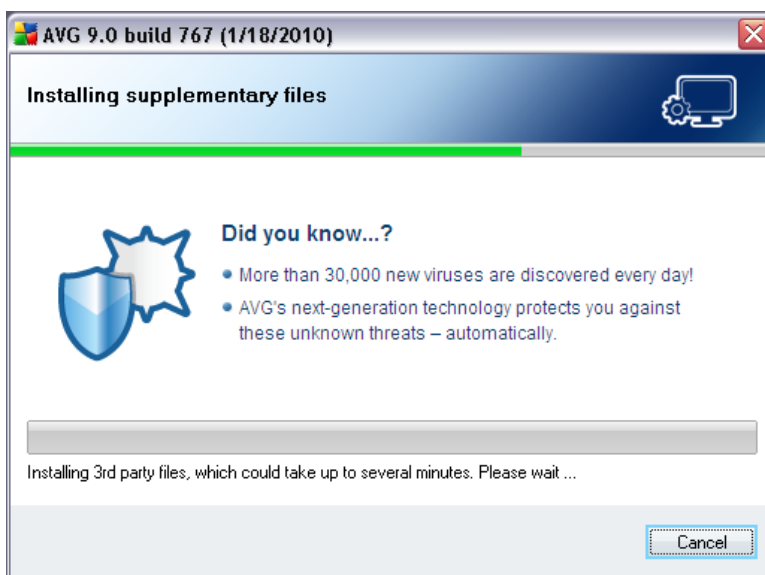 AVG 9.0 build 767 (1/18/2010)
Installing supplementary files
Did you know...?
• More than 30,000 new viruses are discovered every day!
• AVG's next-generation technology protects you against
these unknown threats – automatically.
Installing 3rd party files, which could take up to several minutes. Please wait ...
Cancel